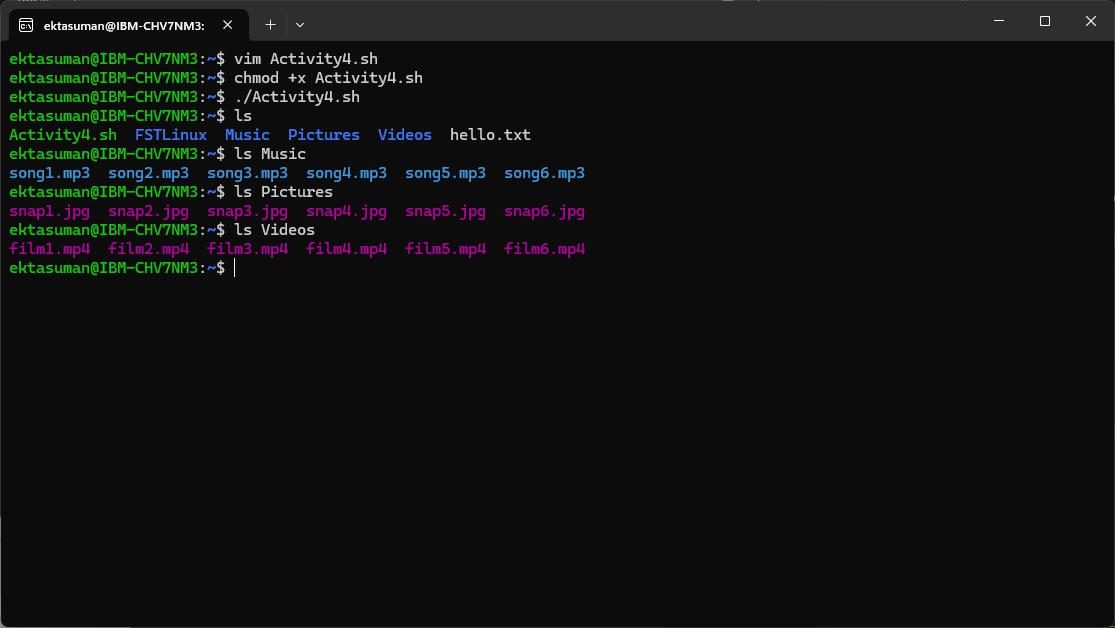 ektasuman@IBM-CHV7NM3:
ektasuman@IBM-CHV7NM3:~$ vim Activity4.sh
ektasuman@IBM-CHV7NM3:~$ chmod +x Activity4.sh
ektasuman@IBM-CHV7NM3:~$ ./Activity4.sh
ektasuman@IBM-CHV7NM3:~$ ls
Activity4.sh  FSTLinux  Music  Pictures  Videos  hello.txt
ektasuman@IBM-CHV7NM3:~$ ls Music
song1.mp3  song2.mp3  song3.mp3  song4.mp3  song5.mp3  song6.mp3
ektasuman@IBM-CHV7NM3:~$ ls Pictures
snap1.jpg  snap2.jpg  snap3.jpg  snap4.jpg  snap5.jpg  snap6.jpg
ektasuman@IBM-CHV7NM3:~$ ls Videos
film1.mp4  film2.mp4  film3.mp4  film4.mp4  film5.mp4  film6.mp4
ektasuman@IBM-CHV7NM3:~$